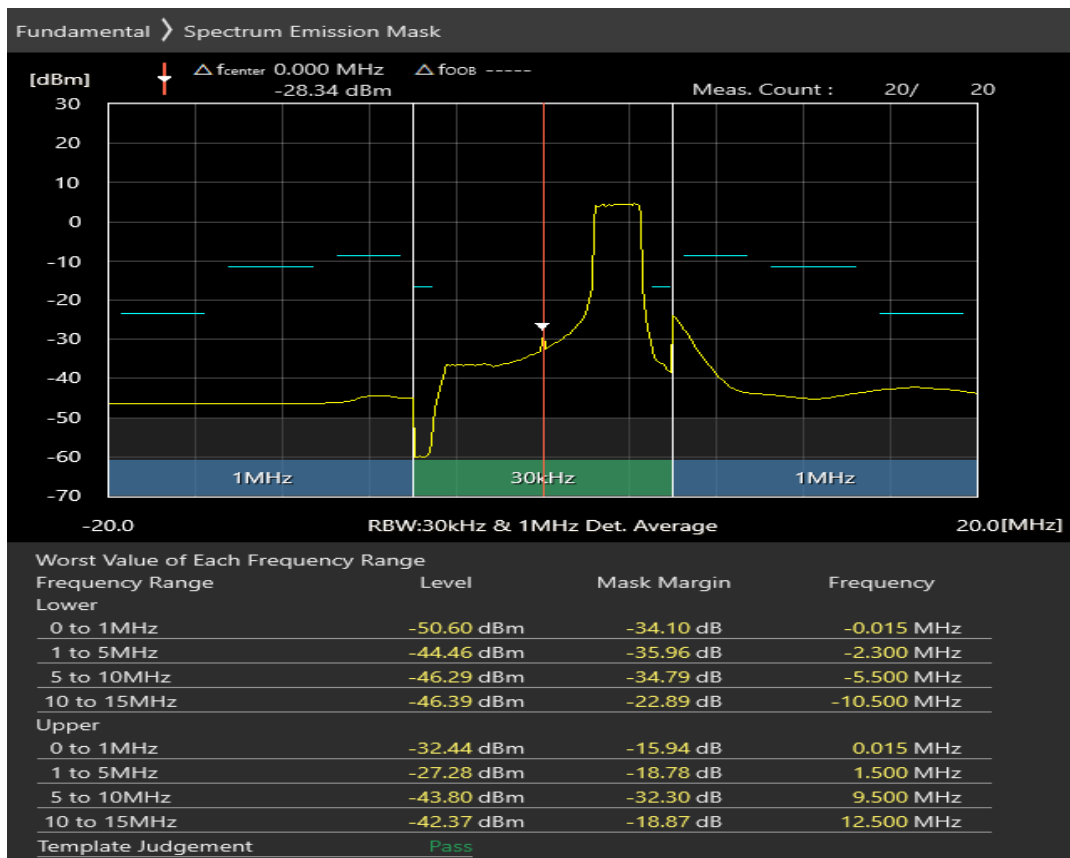 Fundamental ❯ Spectrum Emission Mask
[dBm] △ fcenter 0.000 MHz △ fOOB -----
-28.34 dBm Meas. Count : 20/ 20
30
20
10
0
-10
-20
-30
-40
-50
-60
1MHz 30kHz 1MHz
-70
-20.0 RBW:30kHz & 1MHz Det. Average 20.0[MHz]
Worst Value of Each Frequency Range
Frequency Range Level Mask Margin Frequency
Lower
0 to 1MHz -50.60 dBm -34.10 dB -0.015 MHz
1 to 5MHz -44.46 dBm -35.96 dB -2.300 MHz
5 to 10MHz -46.29 dBm -34.79 dB -5.500 MHz
10 to 15MHz -46.39 dBm -22.89 dB -10.500 MHz
Upper
0 to 1MHz -32.44 dBm -15.94 dB 0.015 MHz
1 to 5MHz -27.28 dBm -18.78 dB 1.500 MHz
5 to 10MHz -43.80 dBm -32.30 dB 9.500 MHz
10 to 15MHz -42.37 dBm -18.87 dB 12.500 MHz
Template Judgement Pass